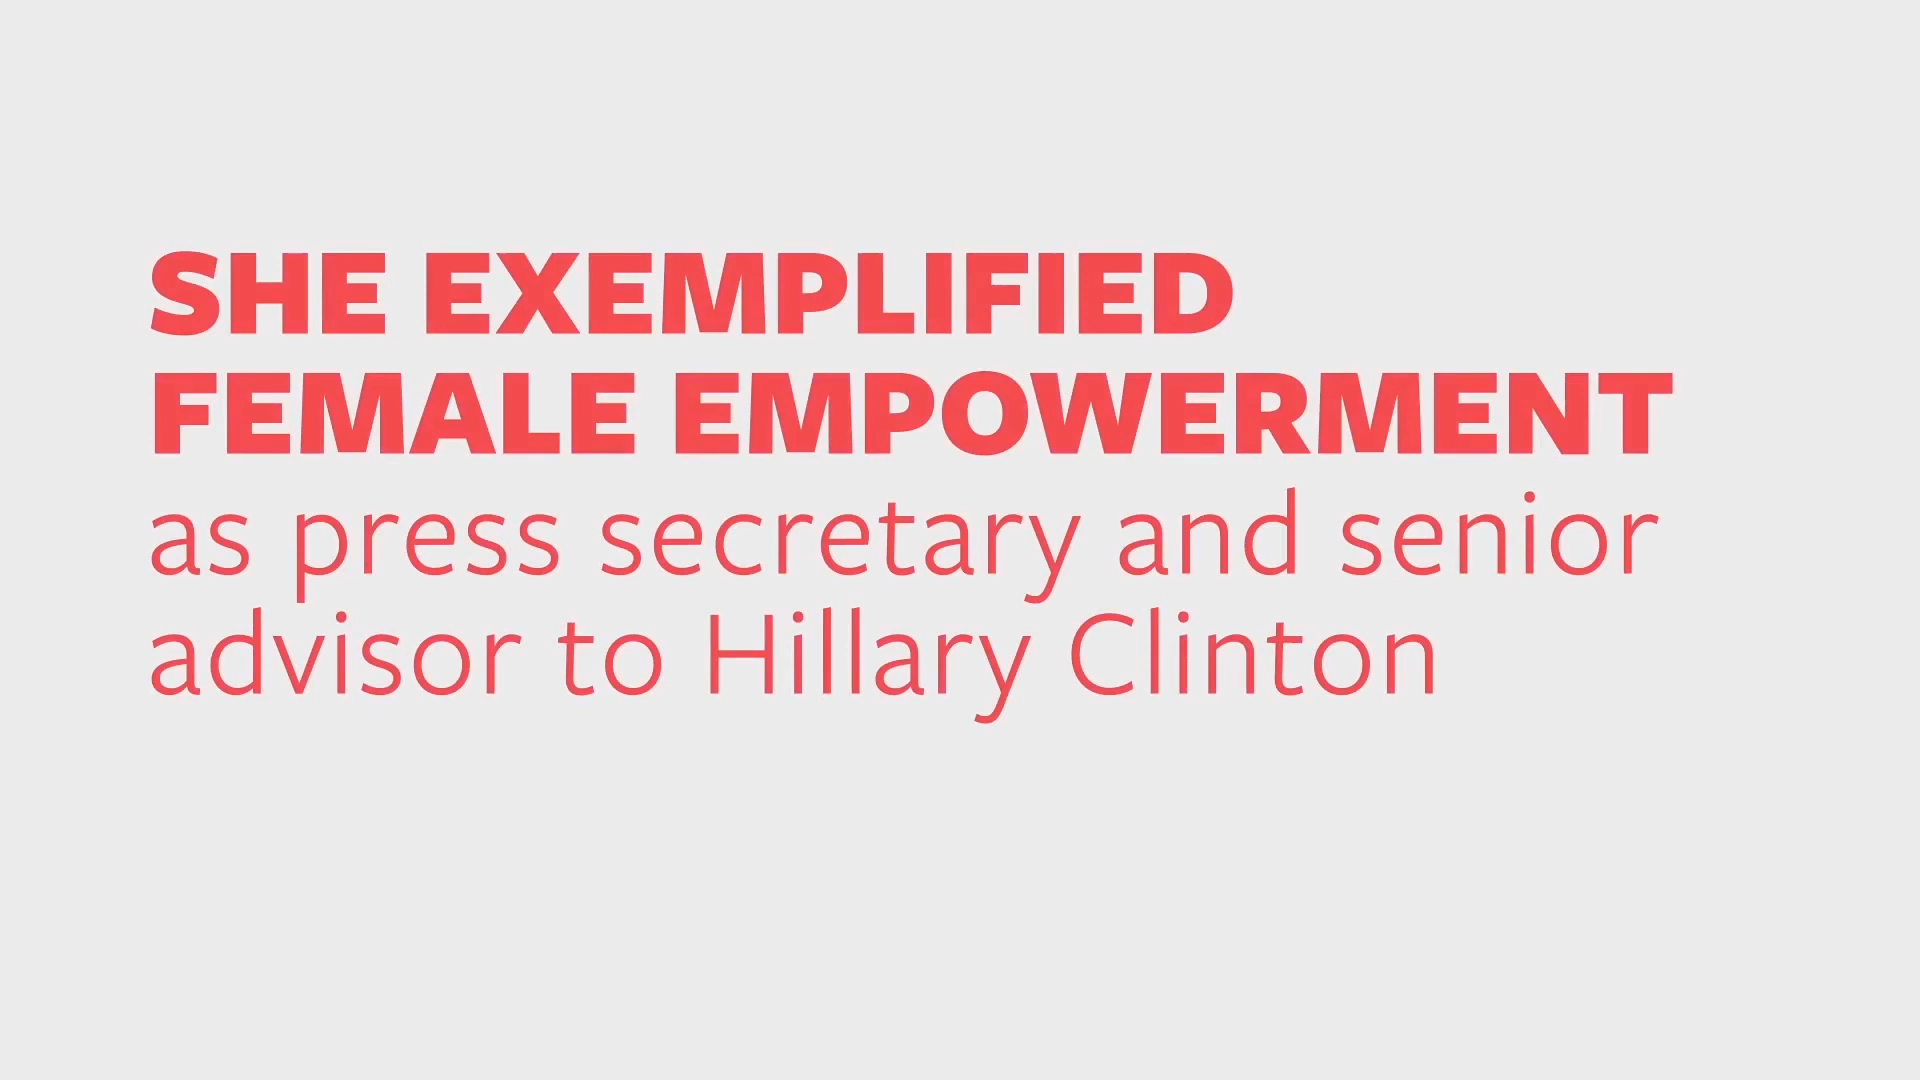 SHE EXEMPLIFIED
FEMALE EMPOWERMENT
as press secretary and senior
advisor to Hillary Clinton